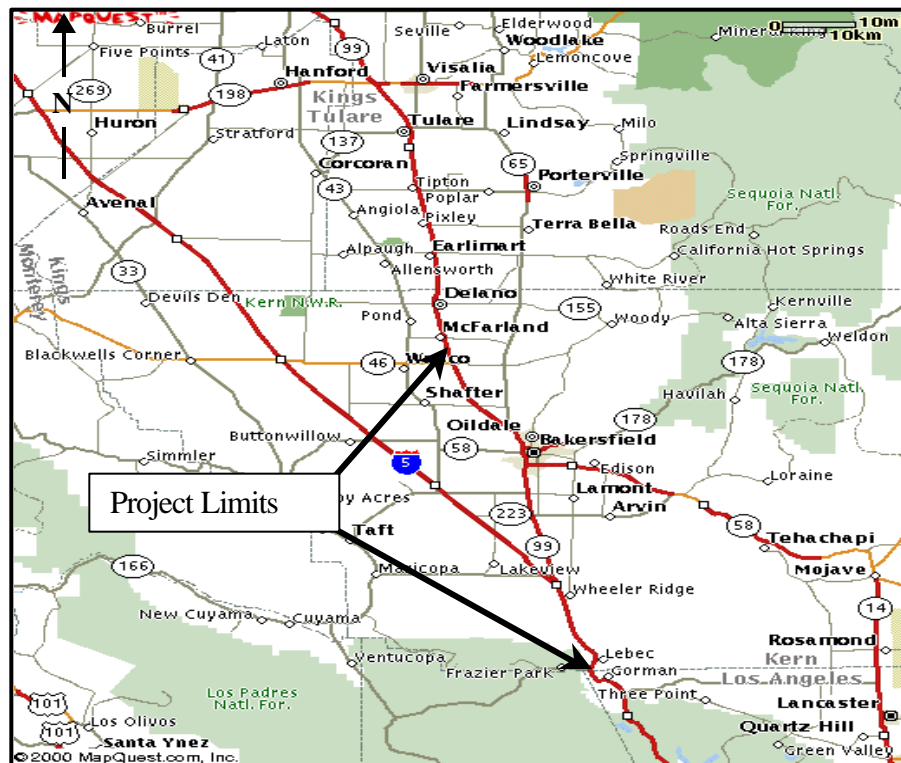 MAPQUEST
Burrel
Elderwood
0 10m
10km
Seville
Mineral King
Five Points
Laton
99
Woodlake
41
Lemoncove
Hanford
Visalia
269
198
Farmersville
N
Kings
Tulare
Huron
Tulare
Lindsay
Milo
Stratford
137
Corcoran
65
Springville
43
Tipton
Porterville
Avenal
Poplar
Sequoia Natl.
For.
Angiola
Pixley
Terra Bella
Roads End
Kings
Monterey
Alpaugh
Earlimart
California Hot Springs
33
Allensworth
White River
Devils Den
Kern N.W.R.
Delano
155
Kernville
Pond
McFarland
Woody
Alta Sierra
Weldon
Blackwells Corner
46
178
Shafter
Havilah
Sequoia Natl.
For.
Oildale
178
Buttonwillow
58
Bakersfield
Simmler
5
Edison
Loraine
Project Limits
by Acres
Lamont
223
Arvin
58
Taft
99
Tehachapi
166
Maricopa
Lakeview
Mojave
Wheeler Ridge
New Cuyama
Cuyama
14
Lebec
Rosamond
Ventucopa
Frazier Park
Gorman
Kern
Los Angeles
Three Point
Los Padres
Natl. For.
Lancaster
101
Los Olivos
Quartz Hill
101
Santa Ynez
Green Valley
©2000 MapQuest.com, Inc.